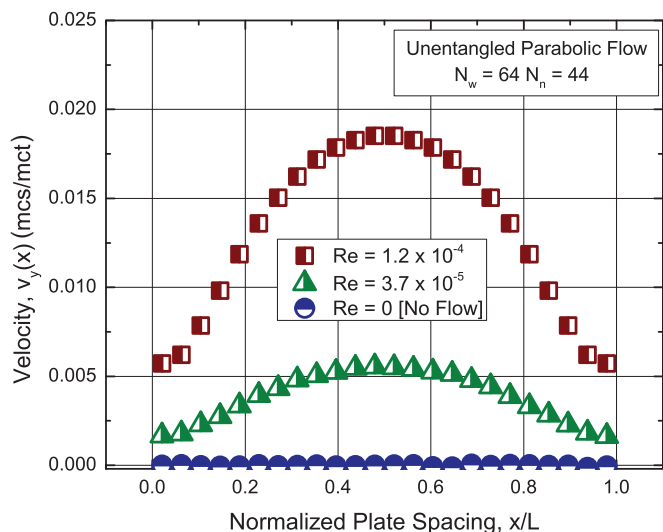 0.025
0.020
0.015
0.010
0.005
0.000
Velocity, v_y(x) (mcs/mct)
Unentangled Parabolic Flow
N_w = 64 N_n = 44
Re = 1.2 x 10^-4
Re = 3.7 x 10^-5
Re = 0 [No Flow]
0.0 0.2 0.4 0.6 0.8 1.0
Normalized Plate Spacing, x/L